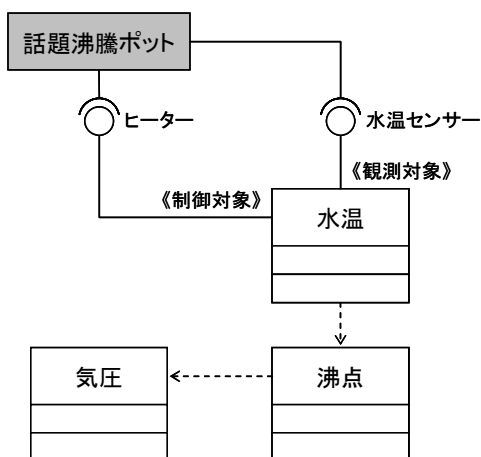 話題沸騰ポット
ヒーター
水温センサー
《観測対象》
《制御対象》
水温
気圧
沸点